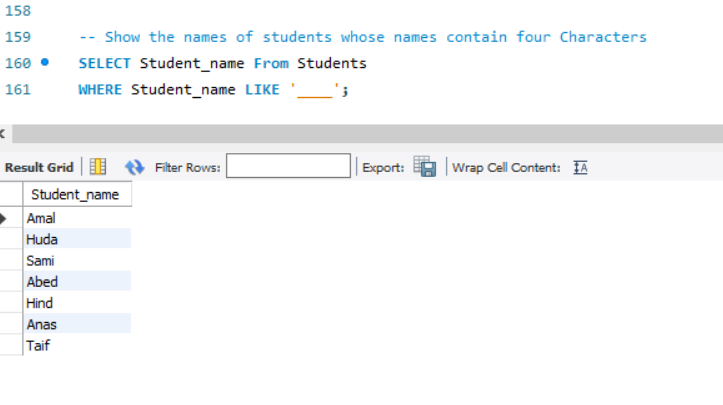 158
159 -- Show the names of students whose names contain four Characters
160 SELECT Student_name From Students
161 WHERE Student_name LIKE '____';
Result Grid Filter Rows: Export: Wrap Cell Content:
Student_name
Amal
Huda
Sami
Abed
Hind
Anas
Taif